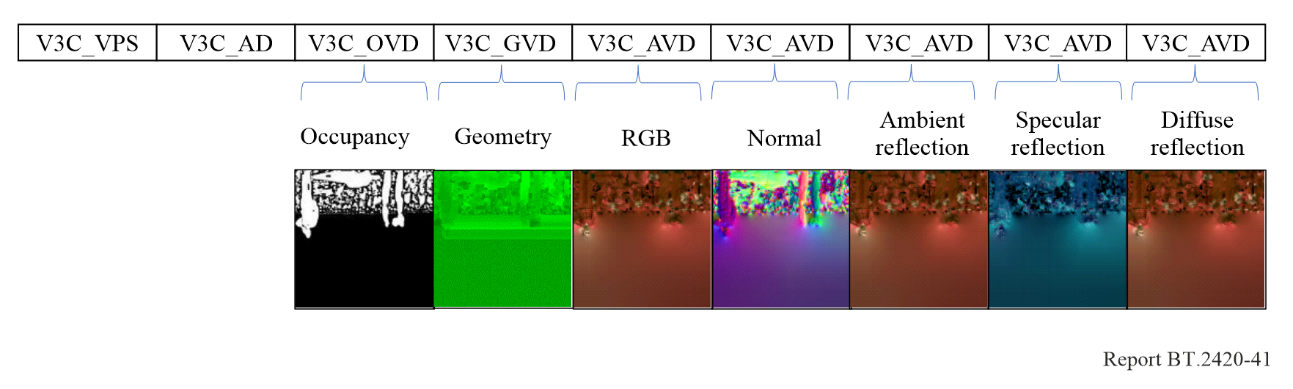 V3C_VPS V3C_AD V3C_OVD V3C_GVD V3C_AVD V3C_AVD V3C_AVD V3C_AVD V3C_AVD
Occupancy Geometry RGB Normal Ambient reflection Specular reflection Diffuse reflection
Report BT.2420-41